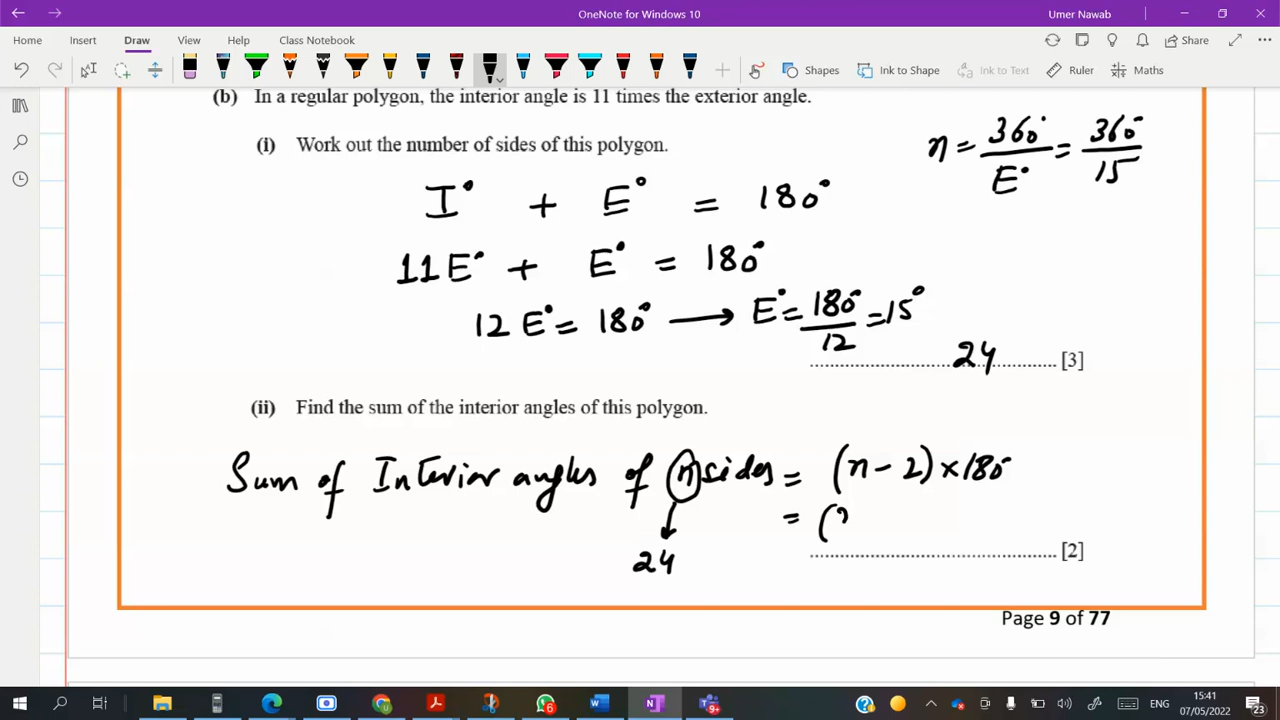 OneNote for Windows 10
Umer Nawab
Home Insert Draw View Help Class Notebook
Share
Shapes Ink to Shape Ink to Text Ruler Maths
(b) In a regular polygon, the interior angle is 11 times the exterior angle.
(i) Work out the number of sides of this polygon.
n = 360° / E° = 360° / 15
I° + E° = 180°
11E° + E° = 180°
12 E° = 180° → E° = 180° / 12 = 15°
24 [3]
(ii) Find the sum of the interior angles of this polygon.
Sum of Interior angles of n sides = (n - 2) × 180°
= (
24
[2]
Page 9 of 77
6
9+
ENG
15:41
07/05/2022
23